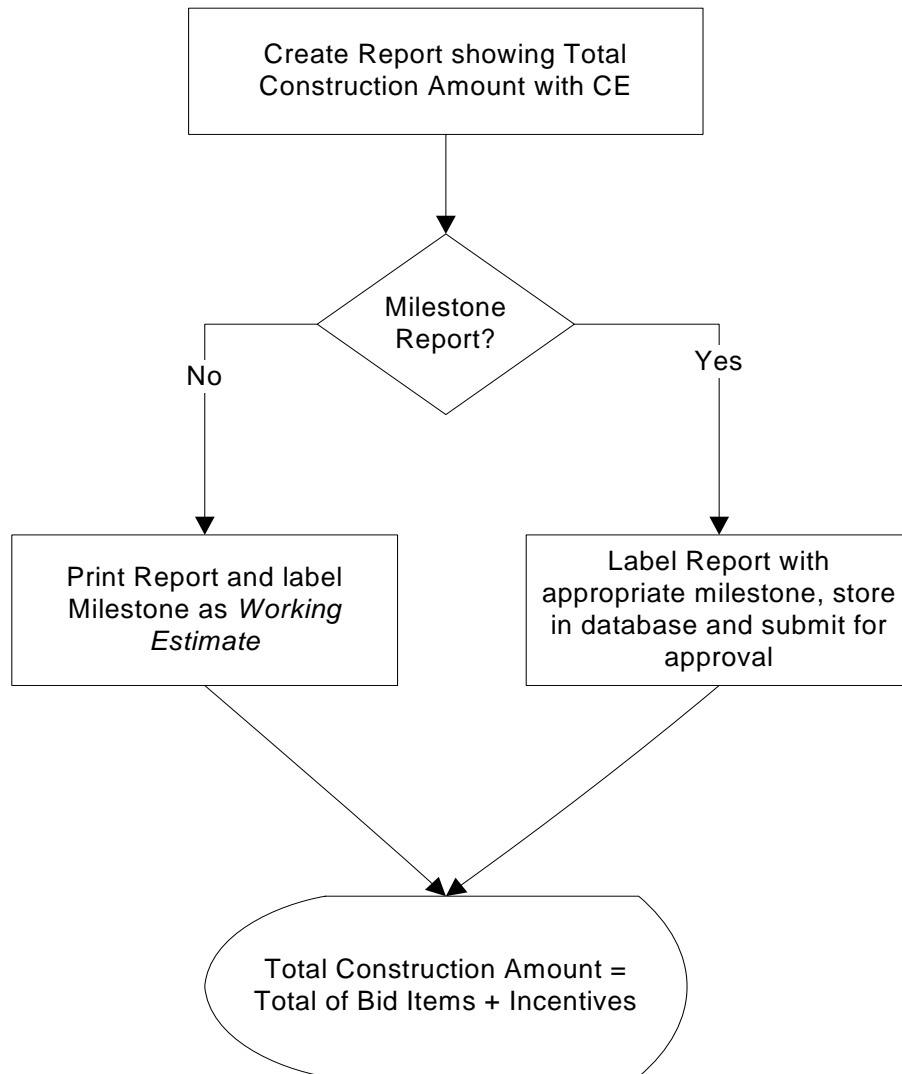 Create Report showing Total
Construction Amount with CE
Milestone
Report?
No
Yes
Print Report and label
Milestone as Working
Estimate
Label Report with
appropriate milestone, store
in database and submit for
approval
Total Construction Amount =
Total of Bid Items + Incentives